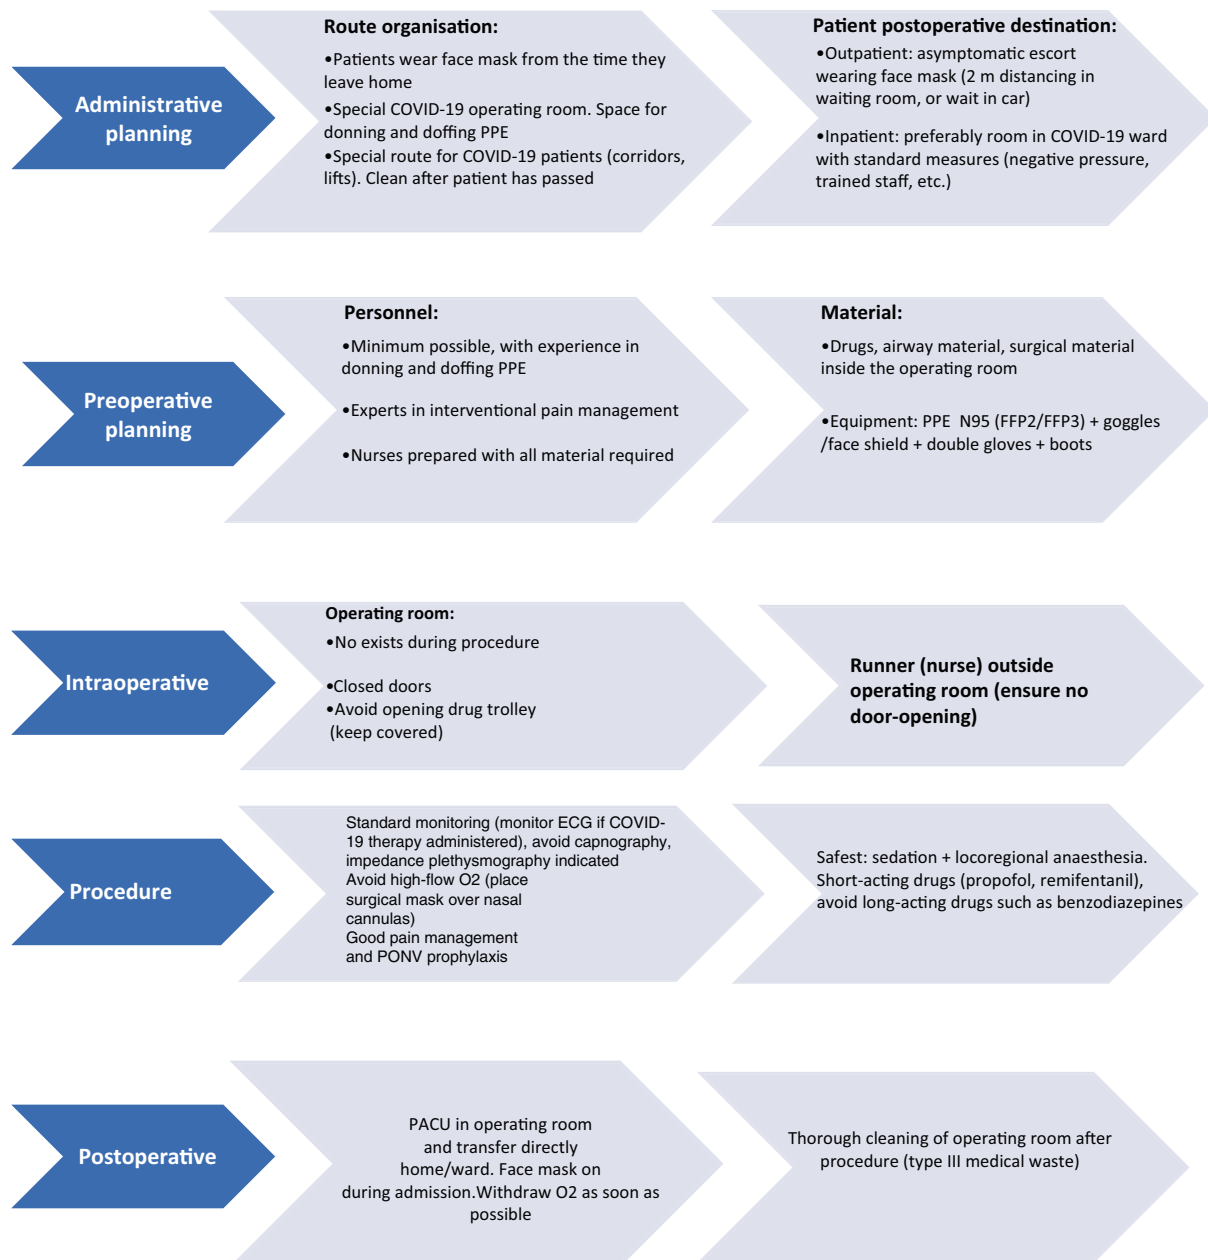 Administrative
planning
Route organisation:
•Patients wear face mask from the time they
leave home
•Special COVID-19 operating room. Space for
donning and doffing PPE
•Special route for COVID-19 patients (corridors,
lifts). Clean after patient has passed
Patient postoperative destination:
•Outpatient: asymptomatic escort
wearing face mask (2 m distancing in
waiting room, or wait in car)
•Inpatient: preferably room in COVID-19 ward
with standard measures (negative pressure,
trained staff, etc.)
Preoperative
planning
Personnel:
•Minimum possible, with experience in
donning and doffing PPE
•Experts in interventional pain management
•Nurses prepared with all material required
Material:
•Drugs, airway material, surgical material
inside the operating room
•Equipment: PPE  N95 (FFP2/FFP3) + goggles
/face shield + double gloves + boots
Intraoperative
Operating room:
•No exists during procedure
•Closed doors
•Avoid opening drug trolley
(keep covered)
Runner (nurse) outside
operating room (ensure no
door-opening)
Procedure
Standard monitoring (monitor ECG if COVID-
19 therapy administered), avoid capnography,
impedance plethysmography indicated
Avoid high-flow O2 (place
surgical mask over nasal
cannulas)
Good pain management
and PONV prophylaxis
Safest: sedation + locoregional anaesthesia.
Short-acting drugs (propofol, remifentanil),
avoid long-acting drugs such as benzodiazepines
Postoperative
PACU in operating room
and transfer directly
home/ward. Face mask on
during admission.Withdraw O2 as soon as
possible
Thorough cleaning of operating room after
procedure (type III medical waste)